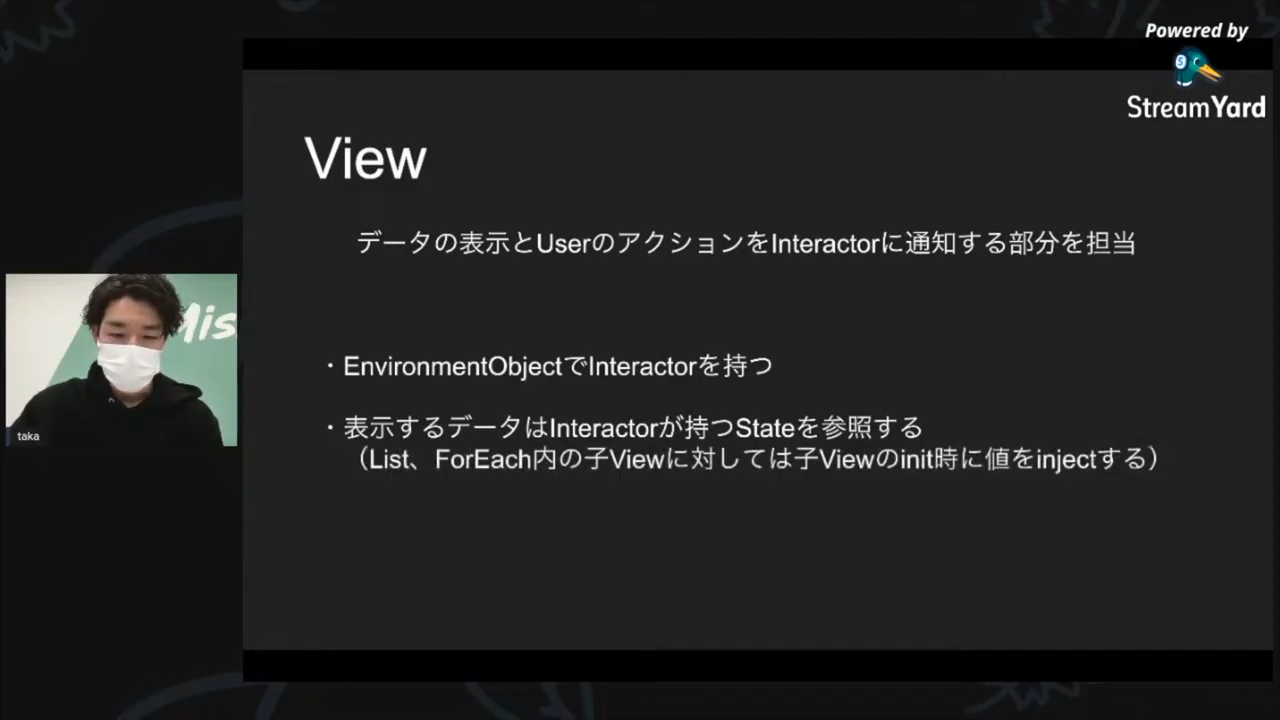 Powered by
StreamYard
View
データの表示とUserのアクションをInteractorに通知する部分を担当
・EnvironmentObjectでInteractorを持つ
・表示するデータはInteractorが持つStateを参照する
（List、ForEach内の子Viewに対しては子Viewのinit時に値をinjectする）
Mis
taka